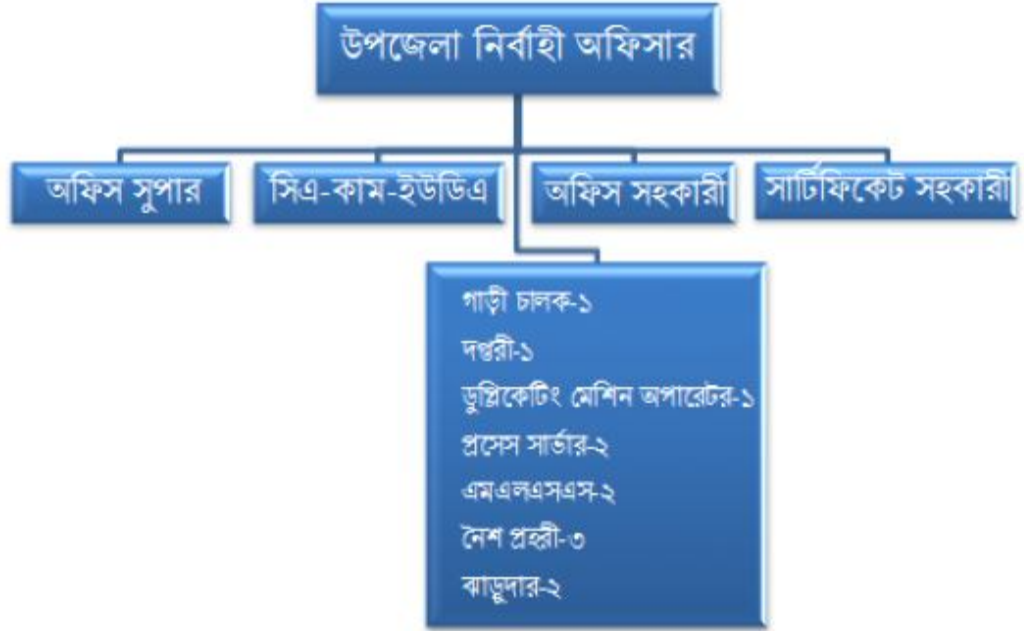 উপজেলা নির্বাহী অফিসার
অফিস সুপার
সিএ-কাম-ইউডিএ
অফিস সহকারী
সার্টিফিকেট সহকারী
গাড়ী চালক-১
দপ্তরী-১
ডুপ্লিকেটিং মেশিন অপারেটর-১
প্রসেস সার্ভার-২
এমএলএসএস-২
নৈশ প্রহরী-৩
ঝাড়ুদার-২